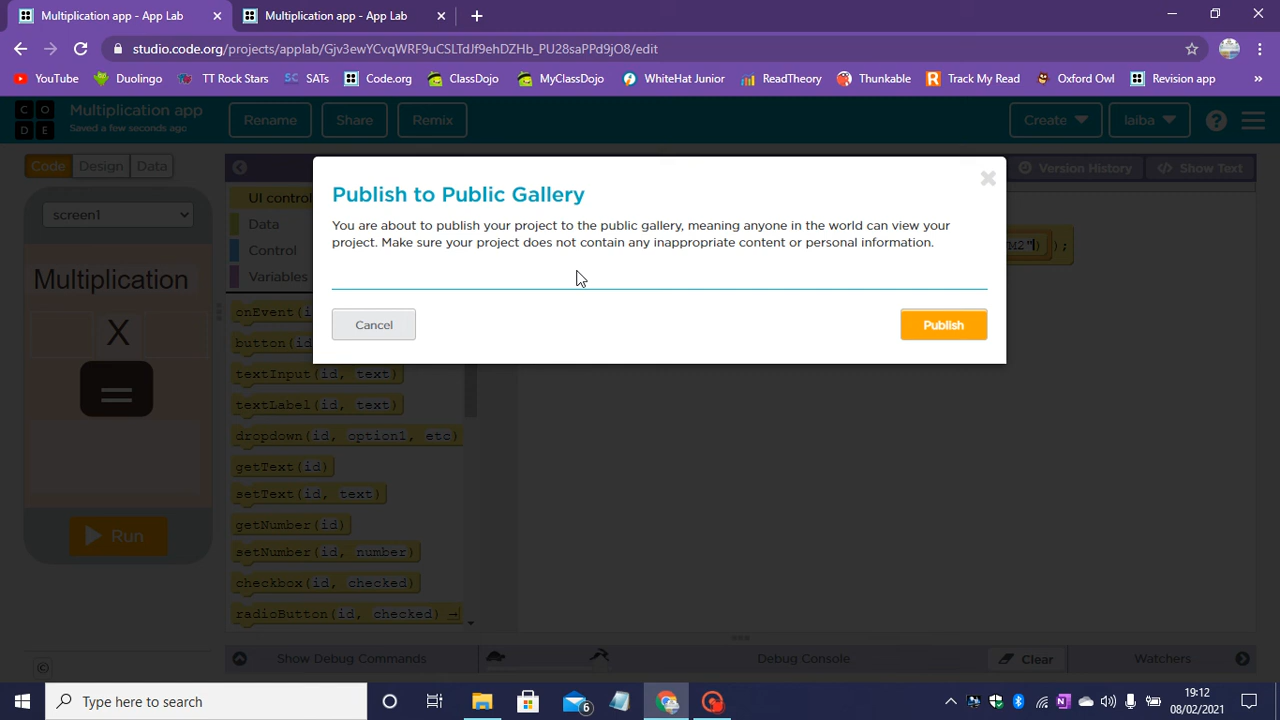 Multiplication app - App Lab
Multiplication app - App Lab
studio.code.org/projects/applab/Gjv3ewYCvqWRF9uCSLTdJf9ehDZHb_PU28saPPd9jO8/edit
YouTube Duolingo TT Rock Stars SC SATs Code.org ClassDojo MyClassDojo WhiteHat Junior ReadTheory Thunkable Track My Read Oxford Owl Revision app »
CODE
Multiplication app
Saved a few seconds ago
Rename Share Remix Create laiba ?
Code Design Data
Version History Show Text
screen1
Multiplication
X
=
Run
UI control
Data
Control
Variables
onEvent(i
button(id
textInput(id, text)
textLabel(id, text)
dropdown(id, option1, etc)
getText(id)
setText(id, text)
getNumber(id)
setNumber(id, number)
checkbox(id, checked)
radioButton(id, checked)
M2") );
Publish to Public Gallery
You are about to publish your project to the public gallery, meaning anyone in the world can view your
project. Make sure your project does not contain any inappropriate content or personal information.
Cancel Publish
Show Debug Commands Debug Console Clear Watchers
Type here to search
6
19:12
08/02/2021